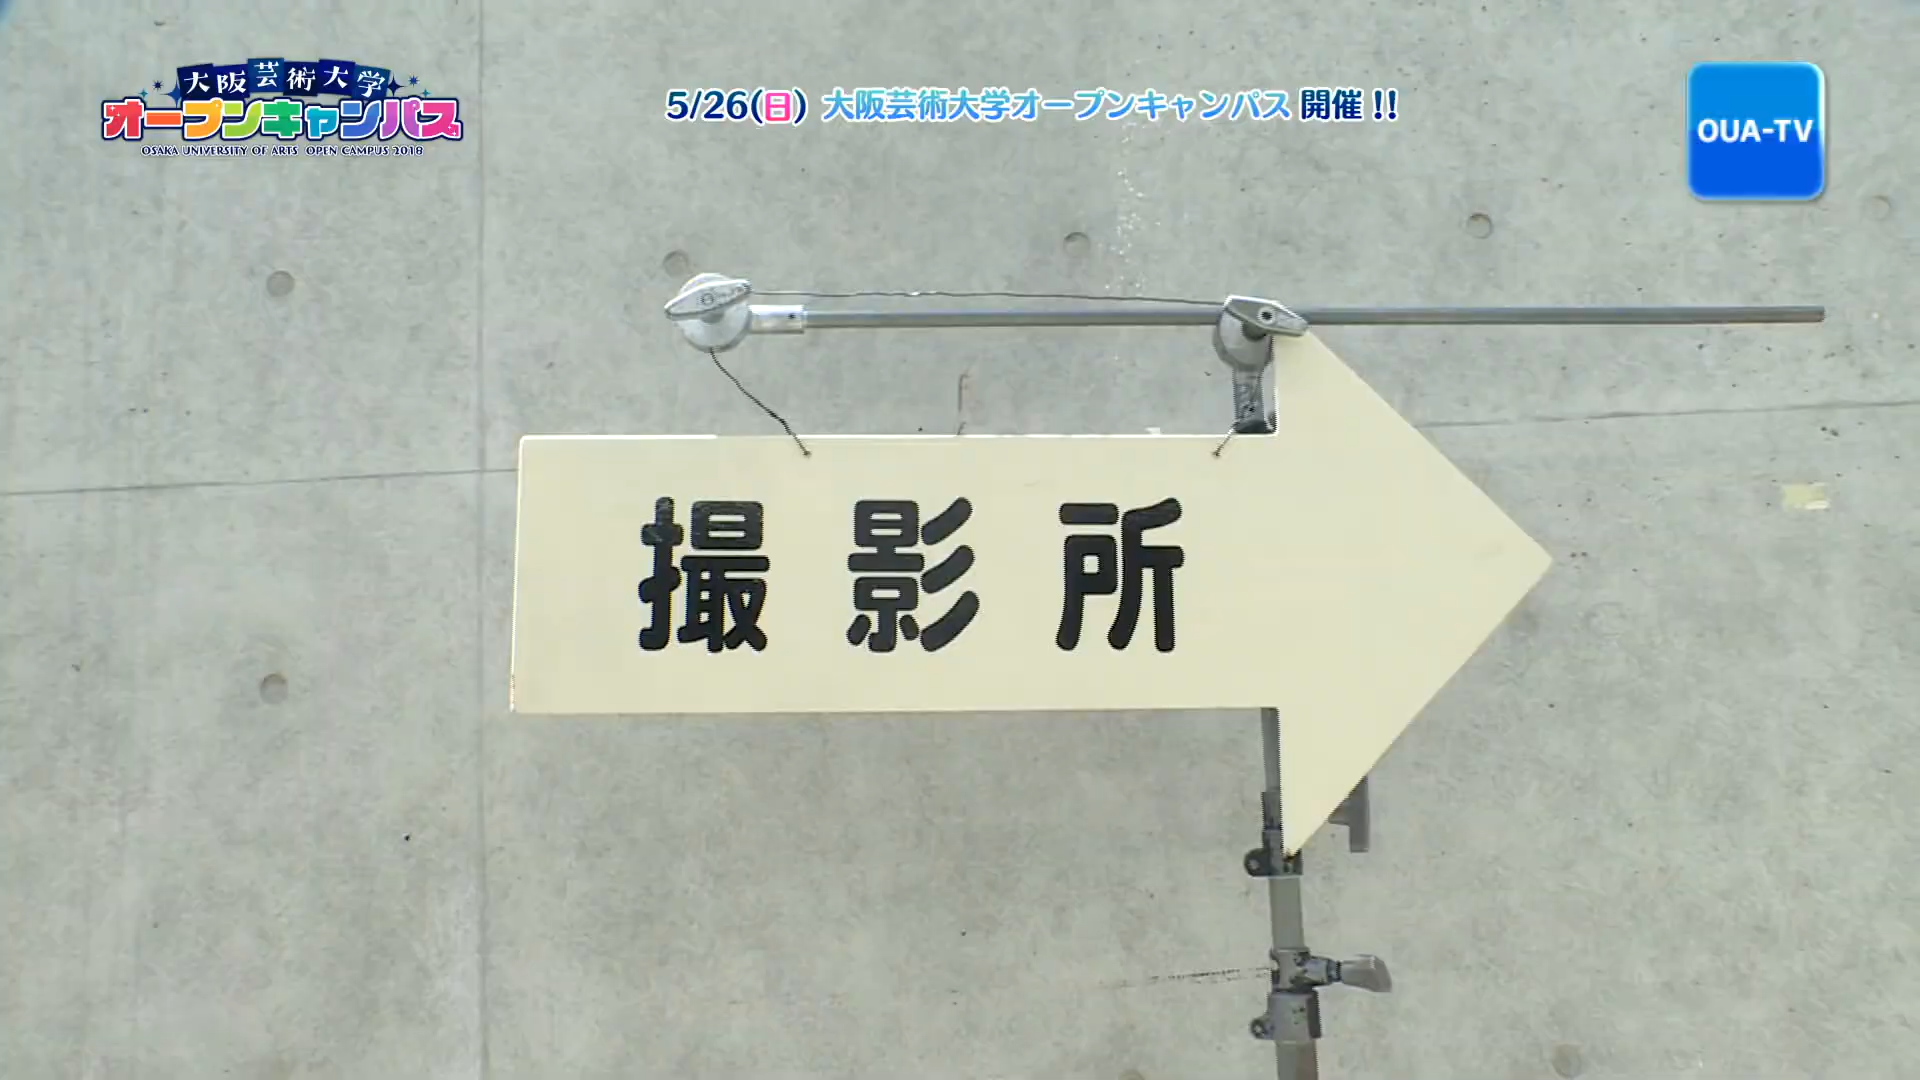 大阪芸術大学
オープンキャンパス
OSAKA UNIVERSITY OF ARTS OPEN CAMPUS 2018
5/26(日) 大阪芸術大学オープンキャンパス 開催 !!
OUA-TV
撮影所